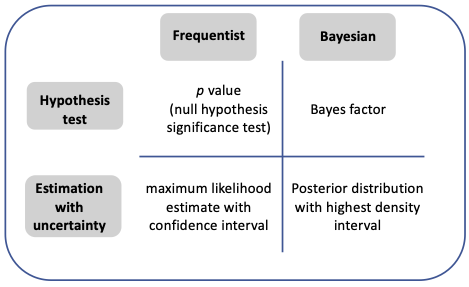 Frequentist
Bayesian
Hypothesis
test
p value
(null hypothesis
significance test)
Bayes factor
Estimation
with
uncertainty
maximum likelihood
estimate with
confidence interval
Posterior distribution
with highest density
interval